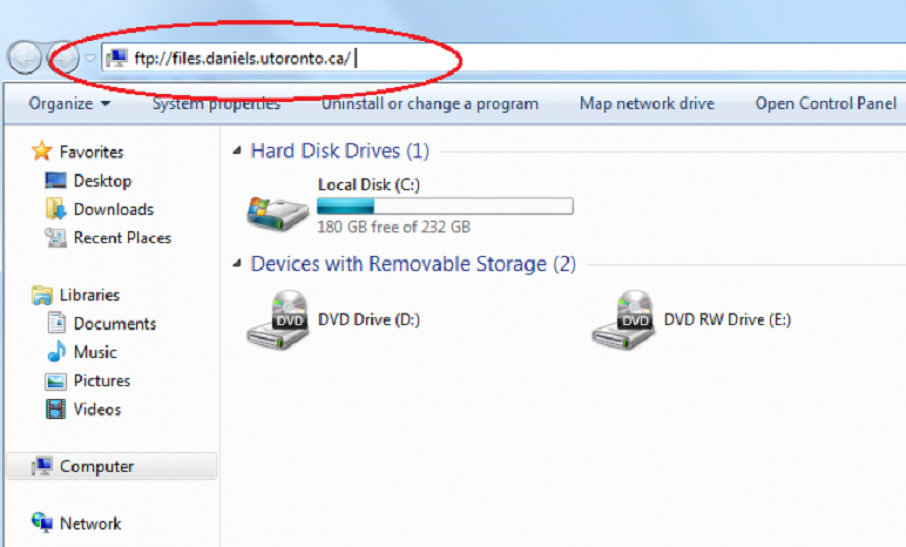 ftp://files.daniels.utoronto.ca/
Organize System properties Uninstall or change a program Map network drive Open Control Panel
Favorites
Desktop
Downloads
Recent Places
Libraries
Documents
Music
Pictures
Videos
Computer
Network
Hard Disk Drives (1)
Local Disk (C:)
180 GB free of 232 GB
Devices with Removable Storage (2)
DVD
DVD Drive (D:)
DVD
DVD RW Drive (E:)